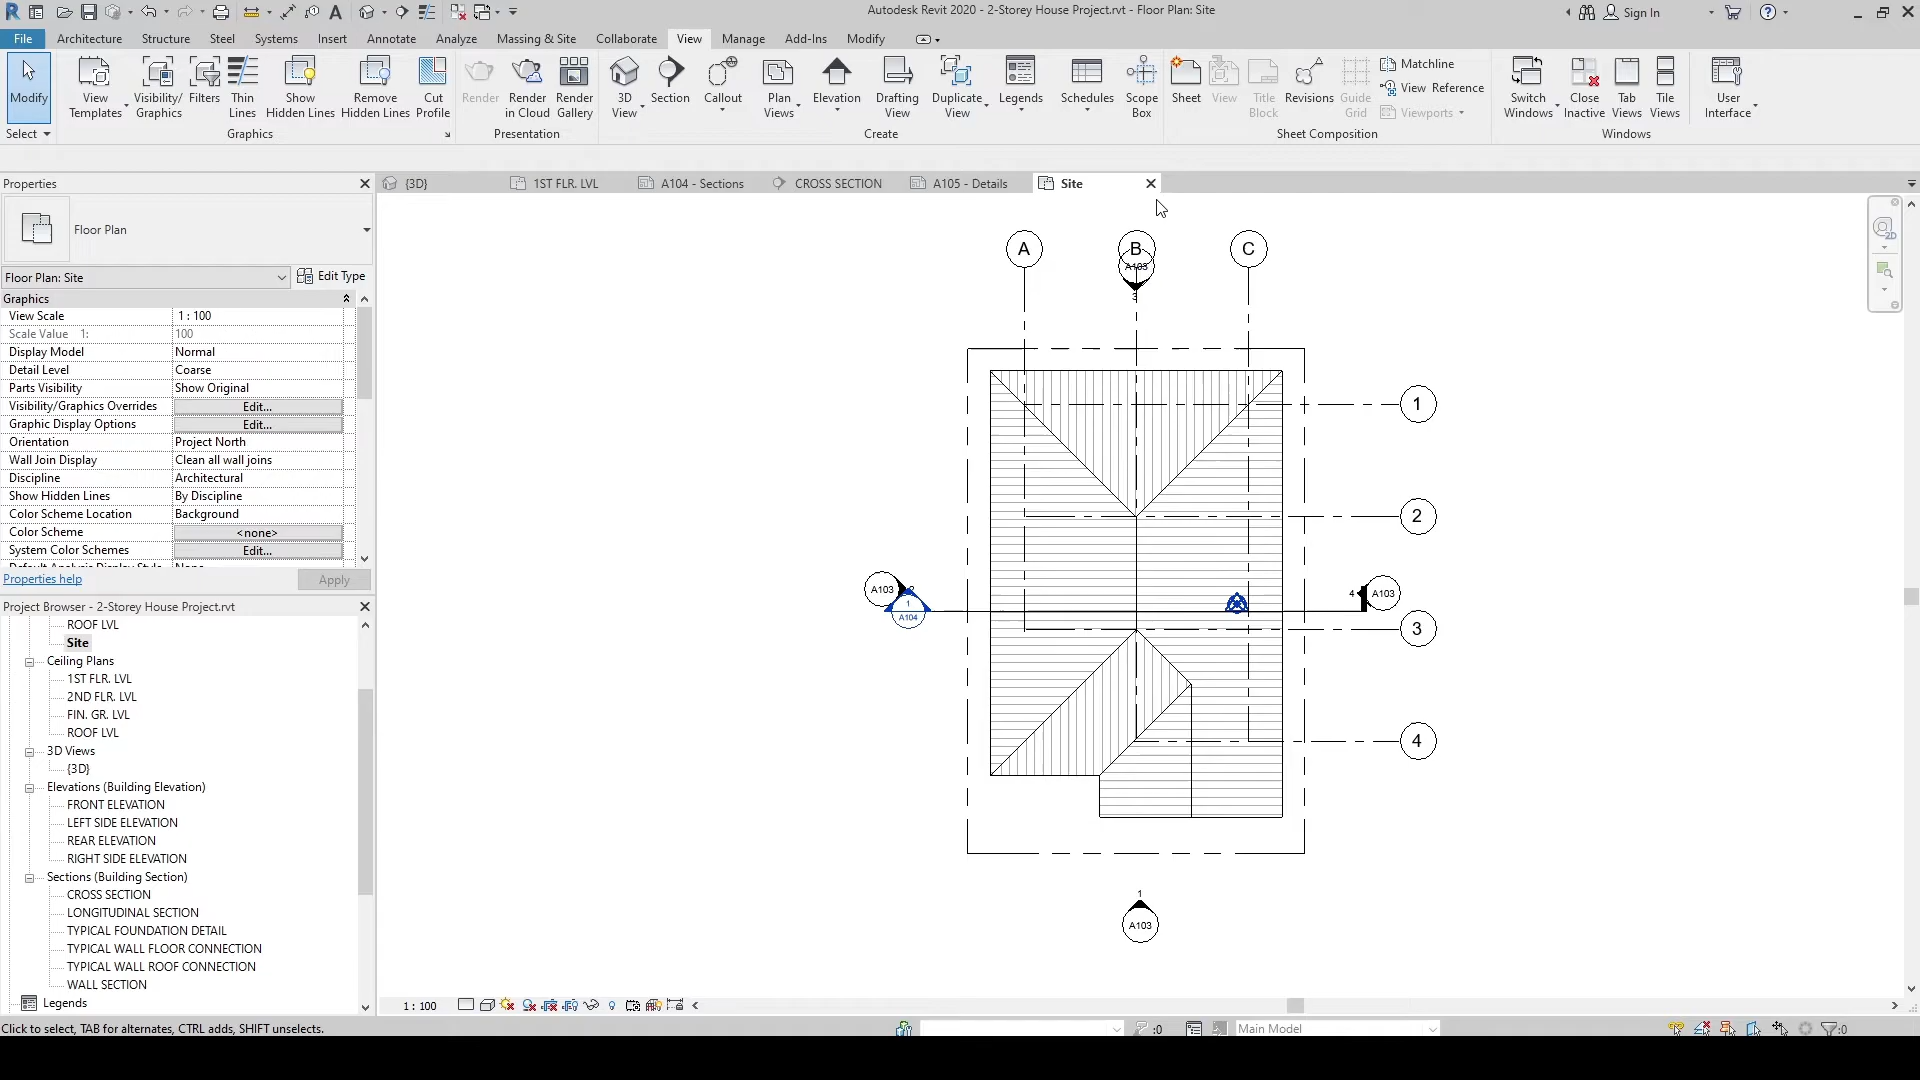 Autodesk Revit 2020 - 2-Storey House Project.rvt - Floor Plan: Site
Sign In
File Architecture Structure Steel Systems Insert Annotate Analyze Massing & Site Collaborate View Manage Add-Ins Modify
Modify
View Templates
Visibility/ Graphics
Filters
Thin Lines
Show Hidden Lines
Remove Hidden Lines
Cut Profile
Render
Render in Cloud
Render Gallery
3D View
Section
Callout
Plan Views
Elevation
Drafting View
Duplicate View
Legends
Schedules
Scope Box
Sheet
View
Title Block
Revisions
Guide Grid
Matchline
View Reference
Viewports
Switch Windows
Close Inactive
Tab Views
Tile Views
User Interface
Select
Graphics
Presentation
Create
Sheet Composition
Windows
Properties
{3D}
1ST FLR. LVL
A104 - Sections
CROSS SECTION
A105 - Details
Site
Floor Plan
Floor Plan: Site
Edit Type
Graphics
View Scale 1 : 100
Scale Value 1: 100
Display Model Normal
Detail Level Coarse
Parts Visibility Show Original
Visibility/Graphics Overrides Edit...
Graphic Display Options Edit...
Orientation Project North
Wall Join Display Clean all wall joins
Discipline Architectural
Show Hidden Lines By Discipline
Color Scheme Location Background
Color Scheme <none>
System Color Schemes Edit...
Properties help
Apply
Project Browser - 2-Storey House Project.rvt
ROOF LVL
Site
Ceiling Plans
1ST FLR. LVL
2ND FLR. LVL
FIN. GR. LVL
ROOF LVL
3D Views
{3D}
Elevations (Building Elevation)
FRONT ELEVATION
LEFT SIDE ELEVATION
REAR ELEVATION
RIGHT SIDE ELEVATION
Sections (Building Section)
CROSS SECTION
LONGITUDINAL SECTION
TYPICAL FOUNDATION DETAIL
TYPICAL WALL FLOOR CONNECTION
TYPICAL WALL ROOF CONNECTION
WALL SECTION
Legends
A
B
C
A103
3
1
2
A103
2
1
A104
4
A103
3
4
1
A103
2D
1 : 100
Click to select, TAB for alternates, CTRL adds, SHIFT unselects.
:0
Main Model
:0